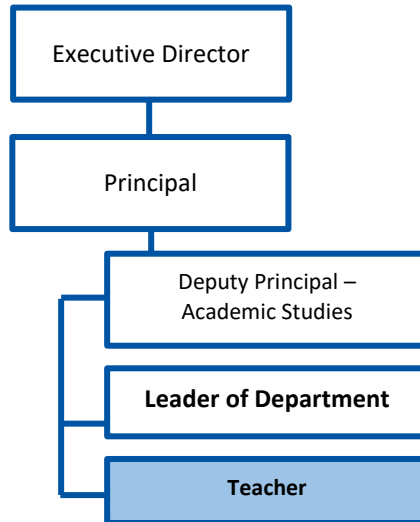 Executive Director
Principal
Deputy Principal –
Academic Studies
Leader of Department
Teacher